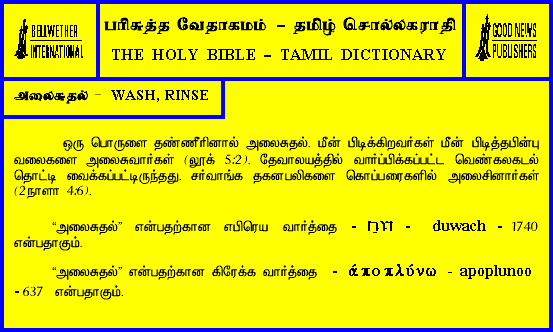 BELLWETHER
INTERNATIONAL
பரிசுத்த வேதாகமம் – தமிழ் சொல்லகராதி
THE HOLY BIBLE – TAMIL DICTIONARY
GOOD NEWS
PUBLISHERS
அலைசுதல் – WASH, RINSE
ஒரு பொருளை தண்ணீரினால் அலைசுதல். மீன் பிடிக்கிறவர்கள் மீன் பிடித்தபின்பு
வலைகளை அலைசுவார்கள் (லூக் 5:2). தேவாலயத்தில் வார்ப்பிக்கப்பட்ட வெண்கலகடல்
தொட்டி வைக்கப்பட்டிருந்தது. சர்வாங்க தகனபலிகளை கொப்பரைகளில் அலைசினார்கள்
(2நாளா 4:6).
“அலைசுதல்” என்பதற்கான எபிரெய வார்த்தை - דוּחַ - duwach - 1740
என்பதாகும்.
“அலைசுதல்” என்பதற்கான கிரேக்க வார்த்தை - ἀποπλύνω - apoplunoo
- 637 என்பதாகும்.